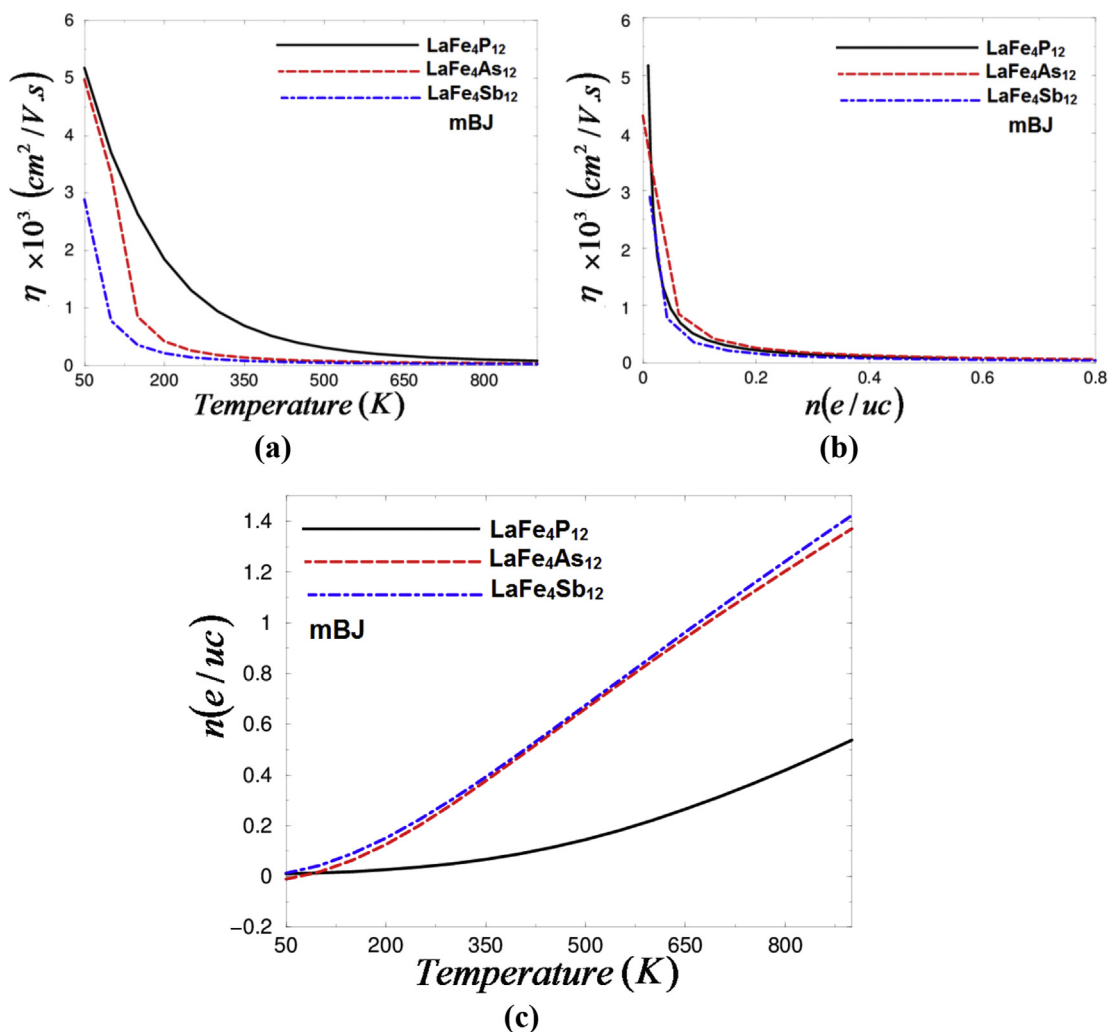 6
5
4
3
2
1
0
η ×10³ (cm²/V.s)
LaFe₄P₁₂
LaFe₄As₁₂
LaFe₄Sb₁₂
mBJ
50 200 350 500 650 800
Temperature (K)
(a)
6
5
4
3
2
1
0
η ×10³ (cm²/V.s)
LaFe₄P₁₂
LaFe₄As₁₂
LaFe₄Sb₁₂
mBJ
0 0.2 0.4 0.6 0.8
n(e/uc)
(b)
1.4
1.2
1
0.8
0.6
0.4
0.2
0
−0.2
n(e/uc)
LaFe₄P₁₂
LaFe₄As₁₂
LaFe₄Sb₁₂
mBJ
50 200 350 500 650 800
Temperature (K)
(c)